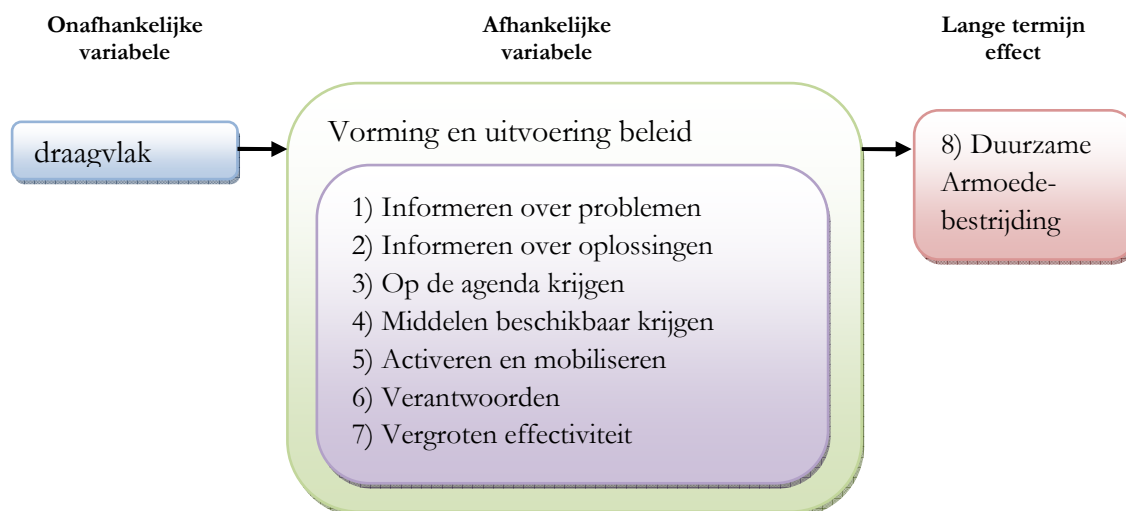 Onafhankelijke
variabele
Afhankelijke
variabele
Lange termijn
effect
draagvlak
Vorming en uitvoering beleid
1) Informeren over problemen
2) Informeren over oplossingen
3) Op de agenda krijgen
4) Middelen beschikbaar krijgen
5) Activeren en mobiliseren
6) Verantwoorden
7) Vergroten effectiviteit
8) Duurzame
Armoede-
bestrijding